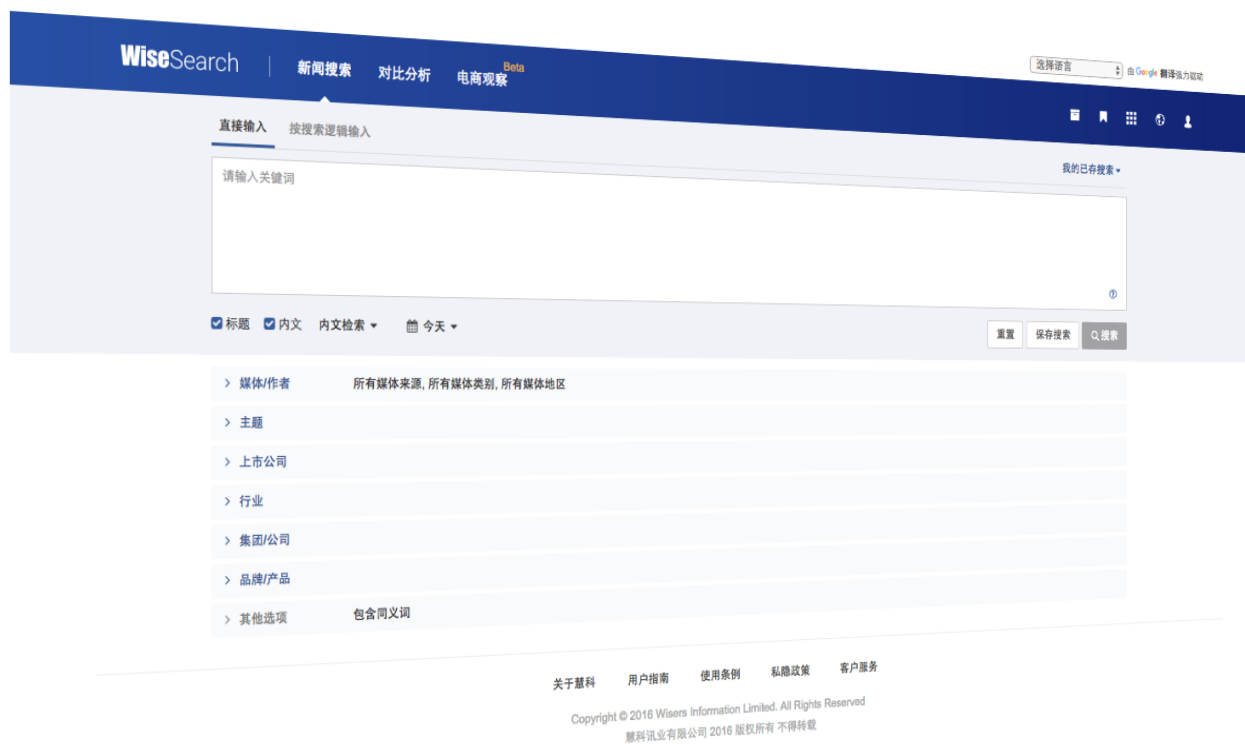 WiseSearch 新闻搜索 对比分析 电商观察 Beta
选择语言 由 Google 翻译强力驱动
直接输入 按搜索逻辑输入
我的已存搜索
请输入关键词
标题 内文 内文检索 今天
重置 保存搜索 搜索
媒体/作者 所有媒体来源, 所有媒体类别, 所有媒体地区
主题
上市公司
行业
集团/公司
品牌/产品
其他选项 包含同义词
关于慧科 用户指南 使用条例 私隐政策 客户服务
Copyright © 2016 Wisers Information Limited. All Rights Reserved
慧科讯业有限公司 2016 版权所有 不得转载